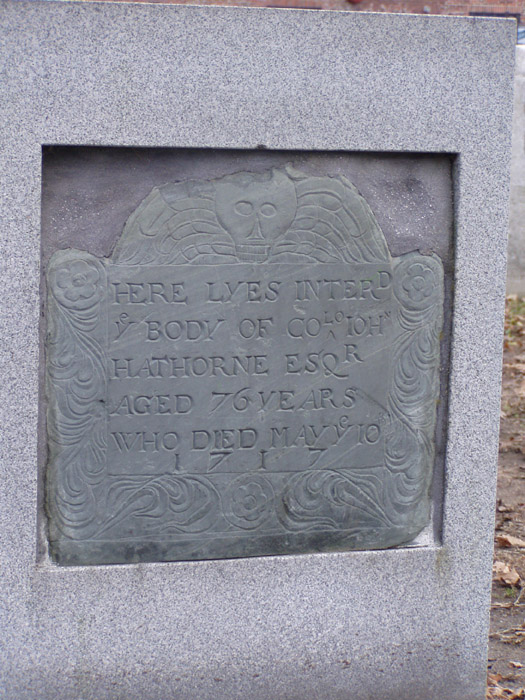 HERE LYES INTERᴰ
Yᵉ BODY OF COᴸᴼ IOHᴺ
HATHORNE ESQᴿ
AGED 76 YEARS
WHO DIED MAY Yᵉ 10
1717